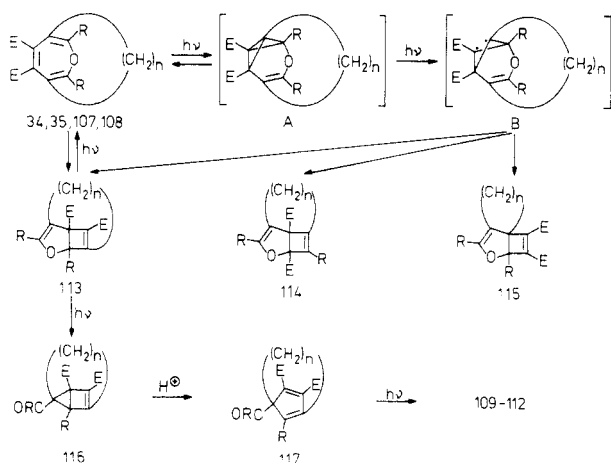 E R hν E R hν E R
E O (CH₂)n E O (CH₂)n E O (CH₂)n
R R R
34, 35, 107, 108 A B
hν
(CH₂)n (CH₂)n (CH₂)n
E E E E
R O R O R O
R E R R E
113 114 115
hν
(CH₂)n (CH₂)n
E E H⊕ E E hν 109–112
ORC R ORC R
116 117